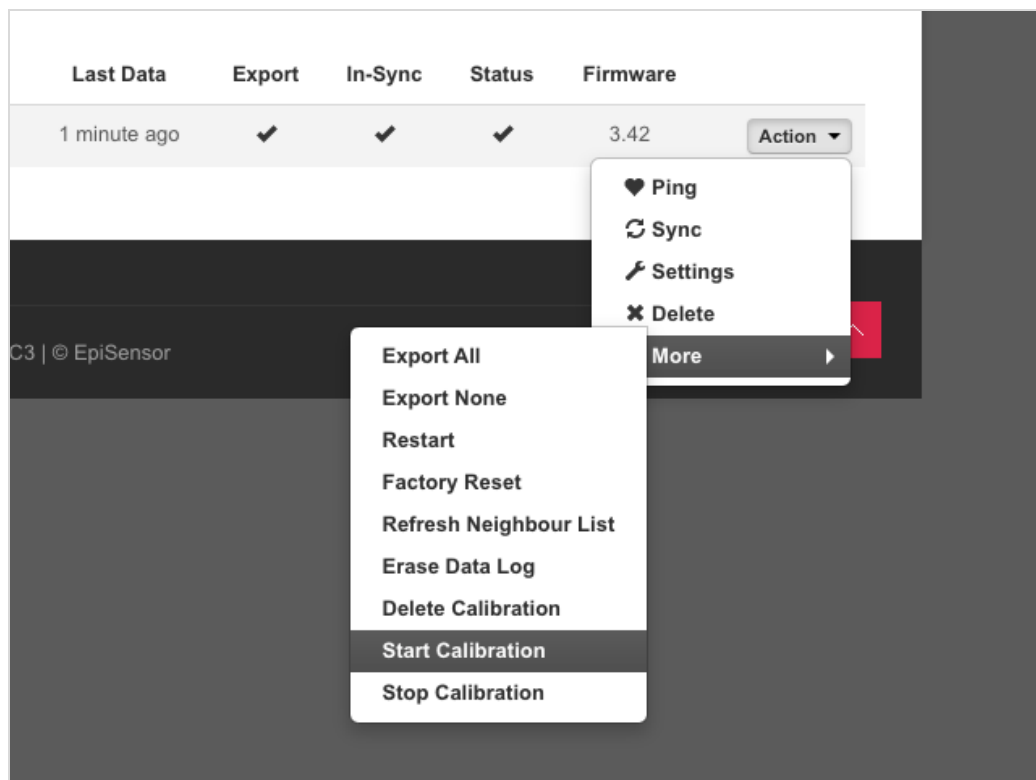 Last Data Export In-Sync Status Firmware
1 minute ago 3.42 Action
Ping
Sync
Settings
Delete
More
C3 | © EpiSensor
Export All
Export None
Restart
Factory Reset
Refresh Neighbour List
Erase Data Log
Delete Calibration
Start Calibration
Stop Calibration